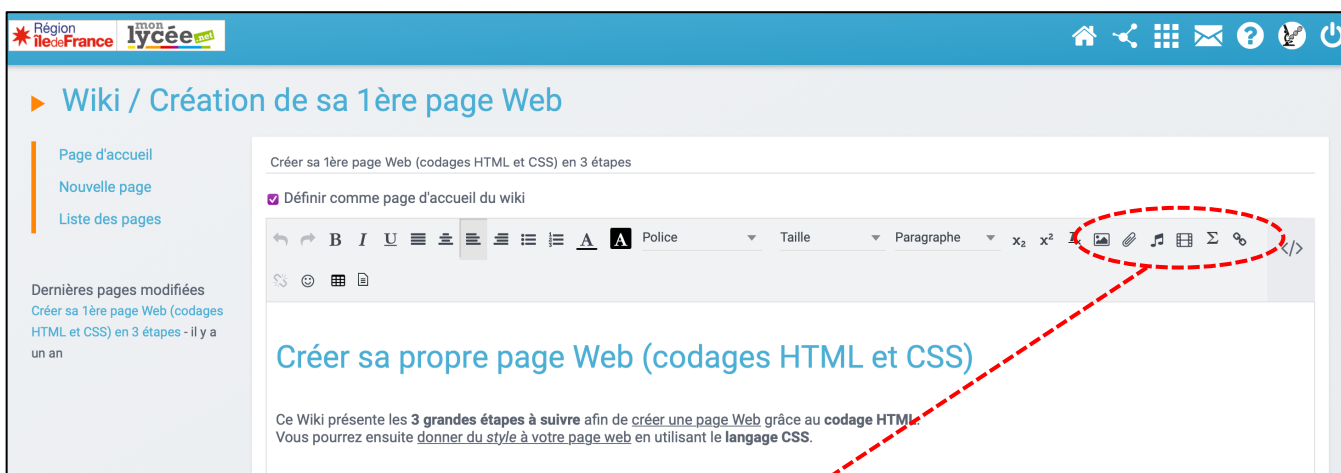 Région
îledeFrance
mon
lycée.net
Wiki / Création de sa 1ère page Web
Page d'accueil
Nouvelle page
Liste des pages
Dernières pages modifiées
Créer sa 1ère page Web (codages
HTML et CSS) en 3 étapes - il y a
un an
Créer sa 1ère page Web (codages HTML et CSS) en 3 étapes
Définir comme page d'accueil du wiki
B I U A A Police Taille Paragraphe x₂ x² Σ </>
Créer sa propre page Web (codages HTML et CSS)
Ce Wiki présente les 3 grandes étapes à suivre afin de créer une page Web grâce au codage HTML.
Vous pourrez ensuite donner du style à votre page web en utilisant le langage CSS.